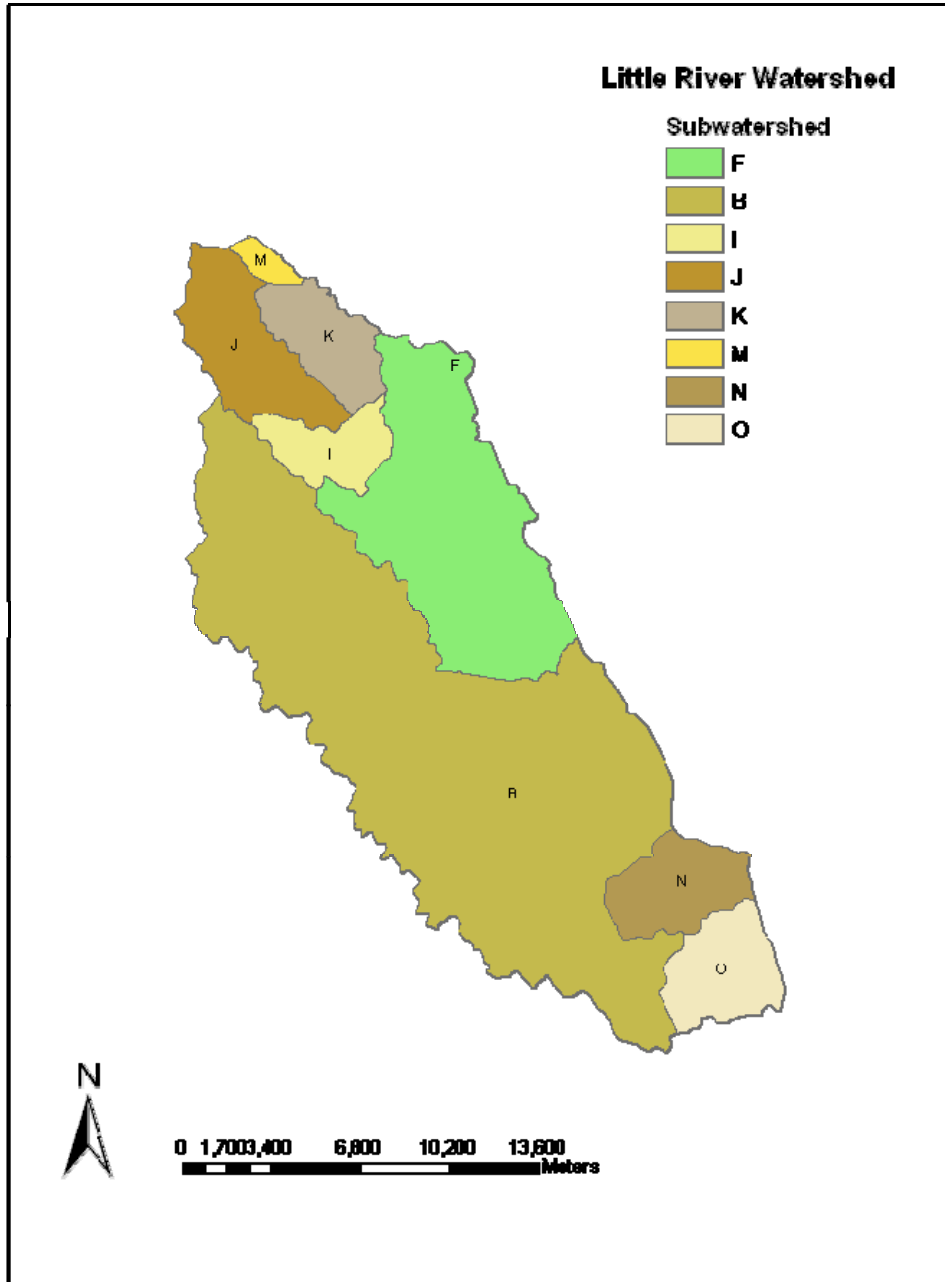 Little River Watershed
Subwatershed
F
B
I
J
K
M
N
O
M
K
J
F
I
B
N
O
N
0 1,700 3,400 6,800 10,200 13,600
Meters